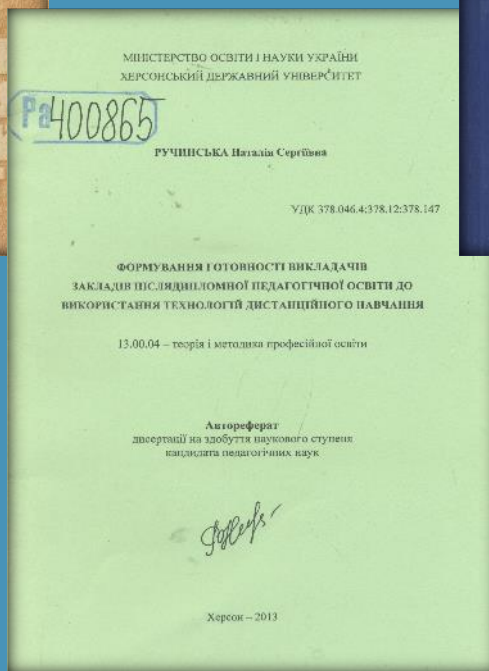 МІНІСТЕРСТВО ОСВІТИ І НАУКИ УКРАЇНИ
ХЕРСОНСЬКИЙ ДЕРЖАВНИЙ УНІВЕРСИТЕТ
Ра400865
РУЧИНСЬКА Наталія Сергіївна
УДК 378.046.4:378.12:378.147
ФОРМУВАННЯ ГОТОВНОСТІ ВИКЛАДАЧІВ
ЗАКЛАДІВ ПІСЛЯДИПЛОМНОЇ ПЕДАГОГІЧНОЇ ОСВІТИ ДО
ВИКОРИСТАННЯ ТЕХНОЛОГІЙ ДИСТАНЦІЙНОГО НАВЧАННЯ
13.00.04 – теорія і методика професійної освіти
Автореферат
дисертації на здобуття наукового ступеня
кандидата педагогічних наук
Херсон – 2013